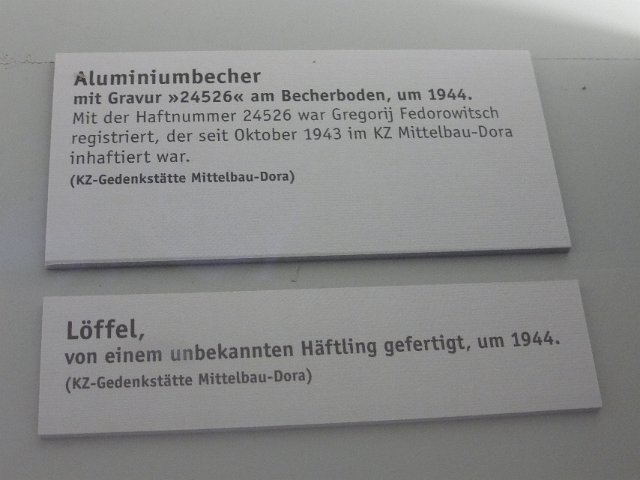 Aluminiumbecher
mit Gravur »24526« am Becherboden, um 1944.
Mit der Haftnummer 24526 war Gregorij Fedorowitsch
registriert, der seit Oktober 1943 im KZ Mittelbau-Dora
inhaftiert war.
(KZ-Gedenkstätte Mittelbau-Dora)
Löffel,
von einem unbekannten Häftling gefertigt, um 1944.
(KZ-Gedenkstätte Mittelbau-Dora)